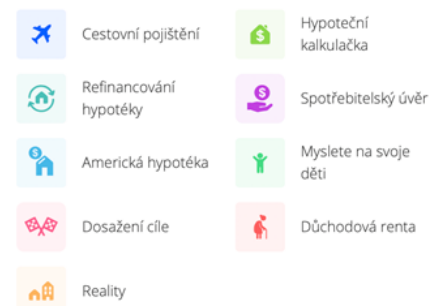 Cestovní pojištění
Hypoteční
kalkulačka
Refinancování
hypotéky
Spotřebitelský úvěr
Americká hypotéka
Myslete na svoje
děti
Dosažení cíle
Důchodová renta
Reality